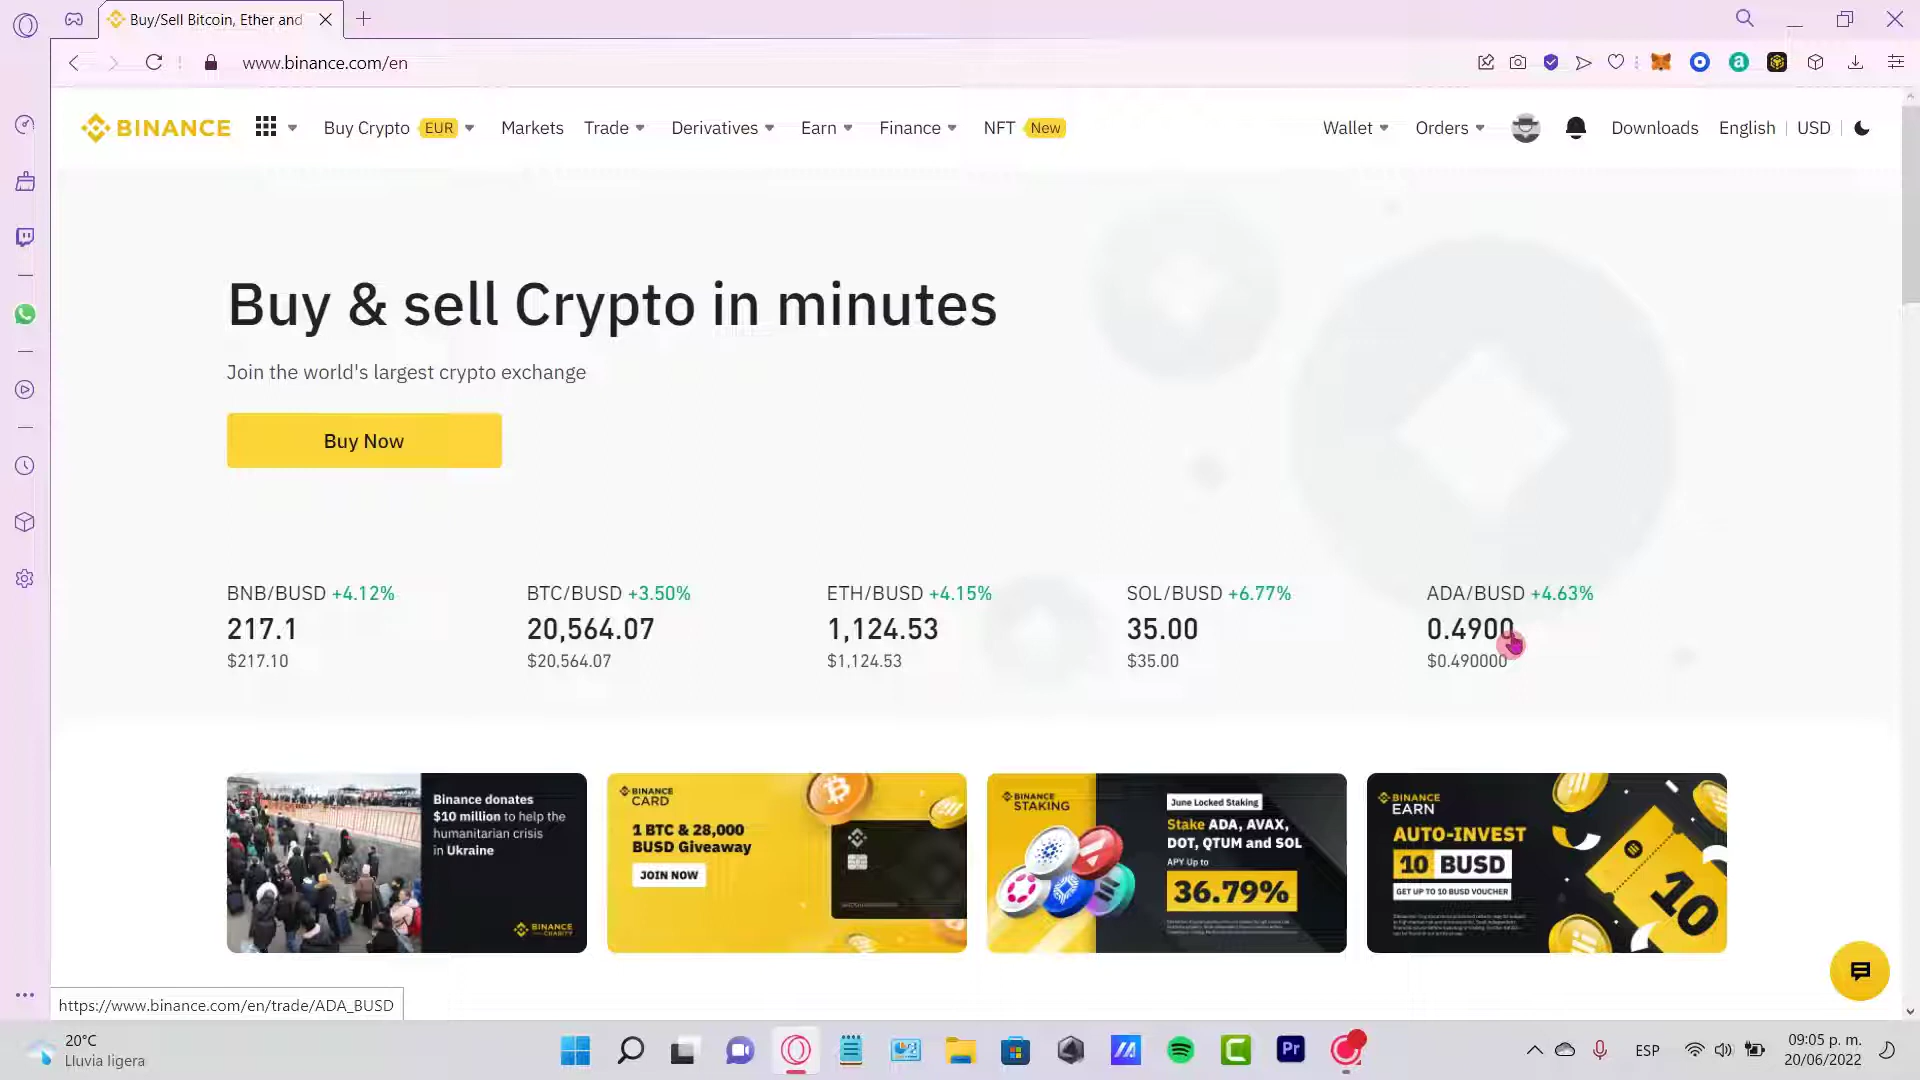 Buy/Sell Bitcoin, Ether and
www.binance.com/en
BINANCE
Buy Crypto EUR
Markets
Trade
Derivatives
Earn
Finance
NFT New
Wallet
Orders
Downloads
English
USD
Buy & sell Crypto in minutes
Join the world's largest crypto exchange
Buy Now
BNB/BUSD +4.12%
217.1
$217.10
BTC/BUSD +3.50%
20,564.07
$20,564.07
ETH/BUSD +4.15%
1,124.53
$1,124.53
SOL/BUSD +6.77%
35.00
$35.00
ADA/BUSD +4.63%
0.4900
$0.490000
Binance donates
$10 million to help the
humanitarian crisis
in Ukraine
BINANCE
CHARITY
BINANCE
CARD
1 BTC & 28,000
BUSD Giveaway
JOIN NOW
BINANCE
STAKING
June Locked Staking
Stake ADA, AVAX,
DOT, QTUM and SOL
APY Up to
36.79%
BINANCE
EARN
AUTO-INVEST
10 BUSD
GET UP TO 10 BUSD VOUCHER
10
https://www.binance.com/en/trade/ADA_BUSD
20°C
Lluvia ligera
Pr
ESP
09:05 p. m.
20/06/2022